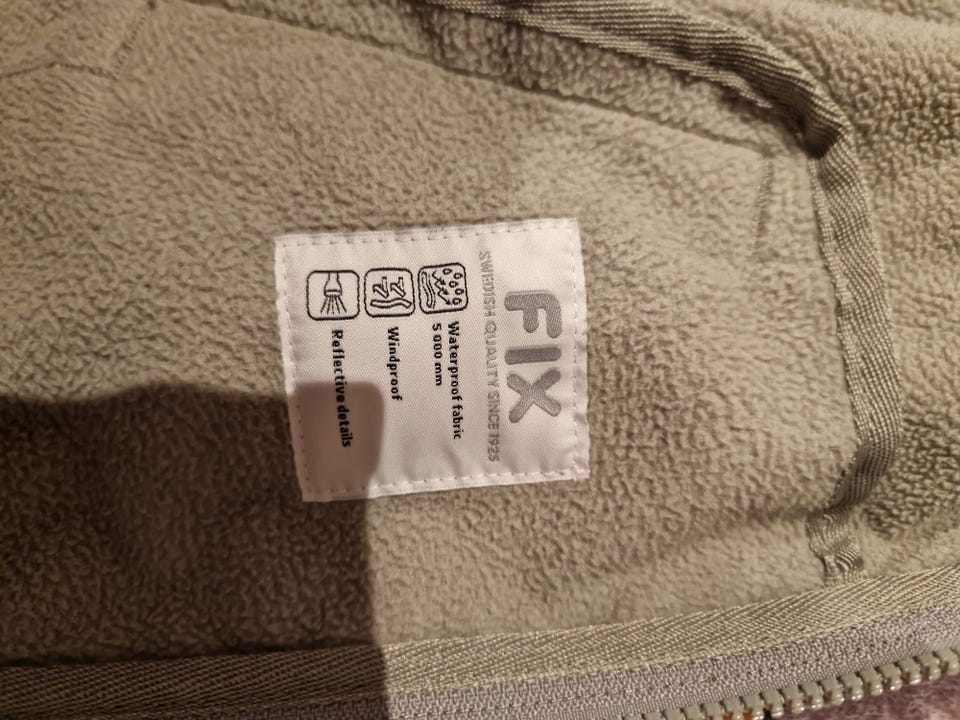 FIX
SWEDISH QUALITY SINCE 1925
Waterproof fabric
5 000 mm
Windproof
Reflective details